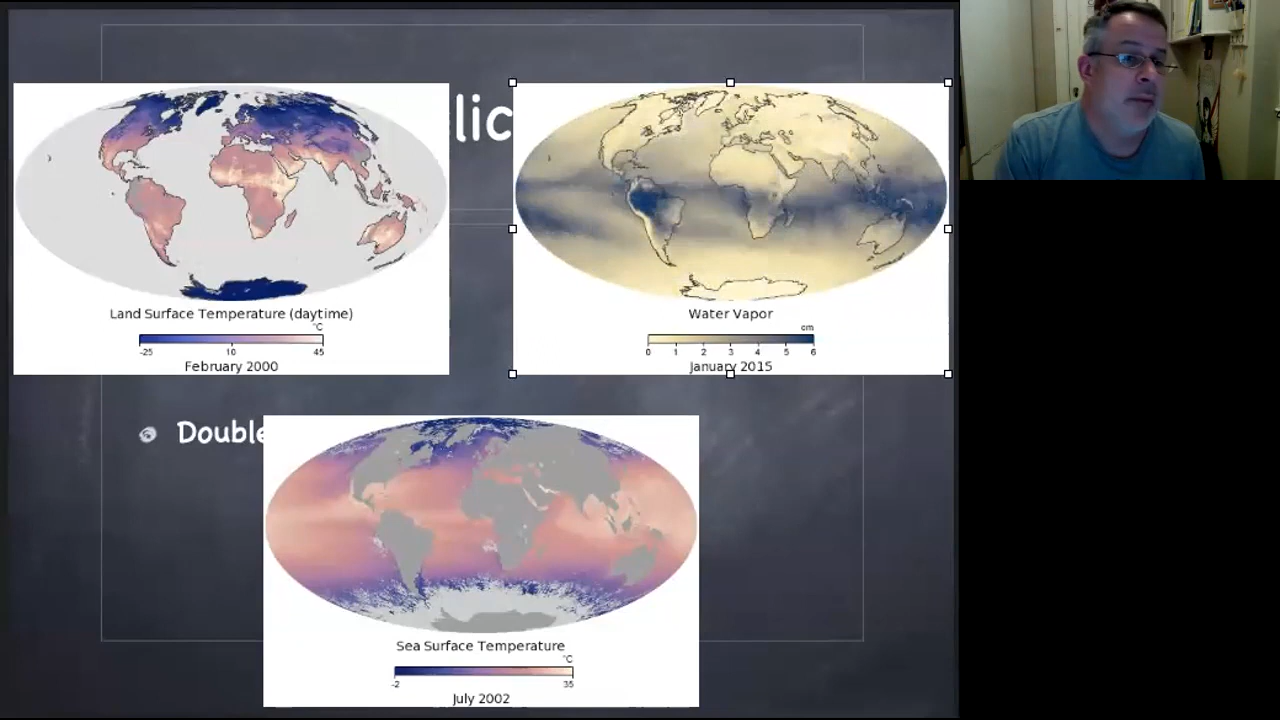 lic
Land Surface Temperature (daytime)
°C
-25 10 45
February 2000
Water Vapor
cm
0 1 2 3 4 5 6
January 2015
Double
Sea Surface Temperature
°C
-2 35
July 2002